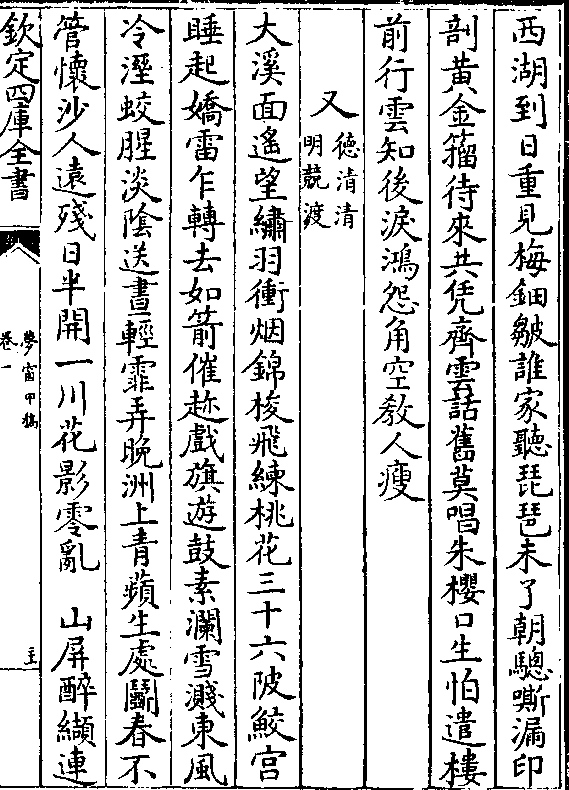 西湖到日重見梅鈿皺誰家聽琵琶未了朝驄嘶漏印
剖黃金籀待來共凭齊雲話舊莫唱朱櫻口生怕遣樓
前行雲知後淚鴻怨角空敎人瘦
又德清清明競渡
大溪面遙望繡羽衝烟錦梭飛練桃花三十六陂鮫宮
睡起嬌雷乍轉去如箭催趂戲旗遊鼓素瀾雪濺東風
冷溼蛟腥淡陰送晝輕霏弄晚洲上青蘋生處鬭春不
管懷沙人遠殘日半開一川花影零亂　山屏醉纈連
欽定四庫全書
夢窗甲稿
卷一